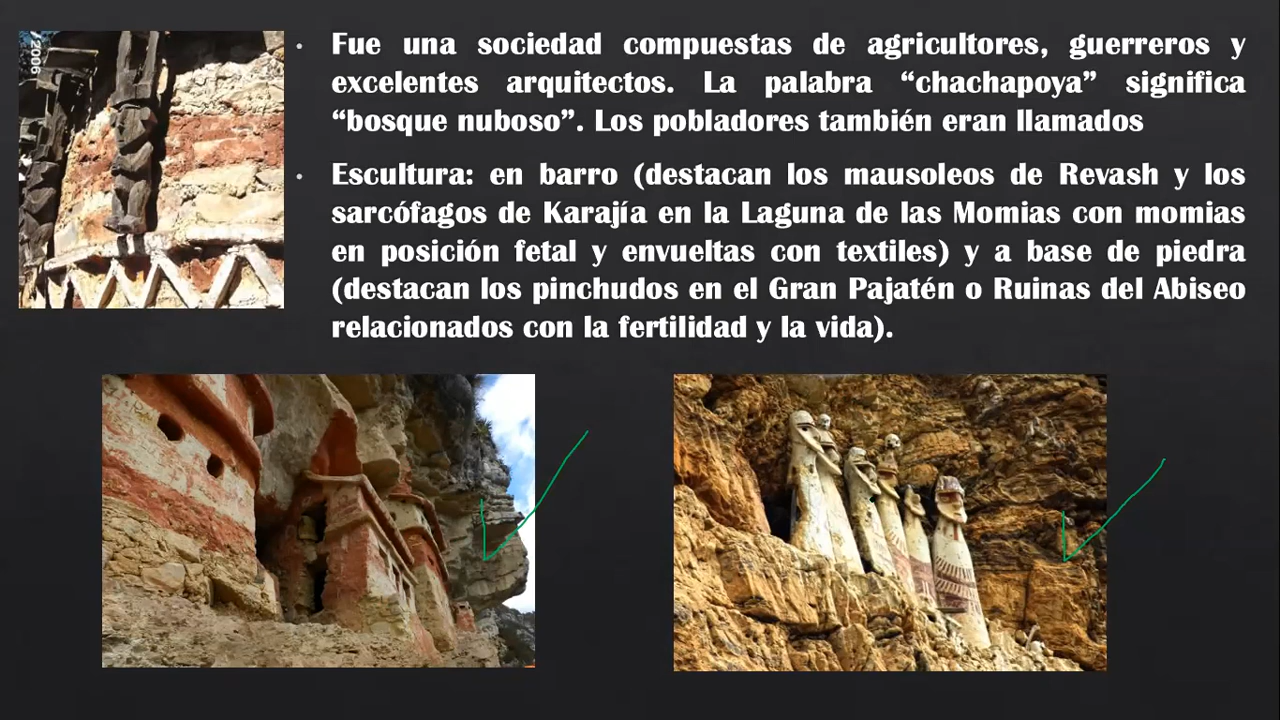 /2006
Fue una sociedad compuestas de agricultores, guerreros y
excelentes arquitectos. La palabra “chachapoya” significa
“bosque nuboso”. Los pobladores también eran llamados
Escultura: en barro (destacan los mausoleos de Revash y los
sarcófagos de Karajía en la Laguna de las Momias con momias
en posición fetal y envueltas con textiles) y a base de piedra
(destacan los pinchudos en el Gran Pajatén o Ruinas del Abiseo
relacionados con la fertilidad y la vida).